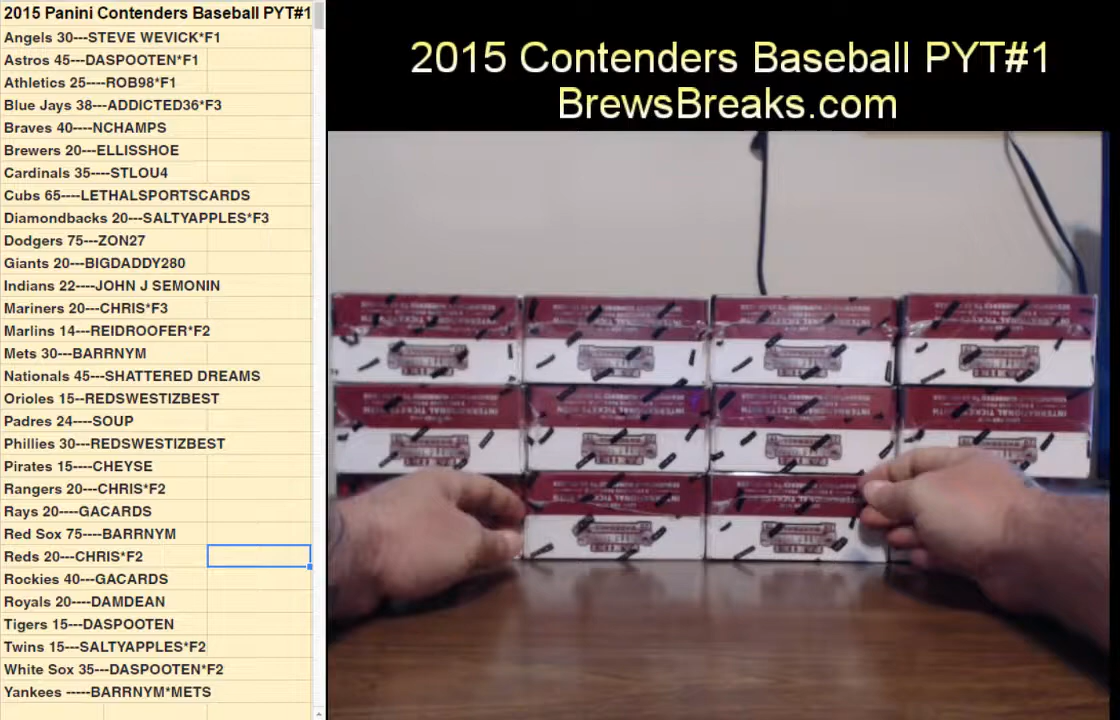 2015 Panini Contenders Baseball PYT#1
Angels 30---STEVE WEVICK*F1
Astros 45----DASPOOTEN*F1
Athletics 25----ROB98*F1
Blue Jays 38---ADDICTED36*F3
Braves 40----NCHAMPS
Brewers 20---ELLISSHOE
Cardinals 35----STLOU4
Cubs 65----LETHALSPORTSCARDS
Diamondbacks 20---SALTYAPPLES*F3
Dodgers 75---ZON27
Giants 20---BIGDADDY280
Indians 22----JOHN J SEMONIN
Mariners 20---CHRIS*F3
Marlins 14---REIDROOFER*F2
Mets 30---BARRNYM
Nationals 45---SHATTERED DREAMS
Orioles 15--REDSWESTIZBEST
Padres 24----SOUP
Phillies 30---REDSWESTIZBEST
Pirates 15----CHEYSE
Rangers 20---CHRIS*F2
Rays 20----GACARDS
Red Sox 75----BARRNYM
Reds 20---CHRIS*F2
Rockies 40---GACARDS
Royals 20----DAMDEAN
Tigers 15----DASPOOTEN
Twins 15---SALTYAPPLES*F2
White Sox 35---DASPOOTEN*F2
Yankees -----BARRNYM*METS
2015 Contenders Baseball PYT#1
BrewsBreaks.com
INTERNATIONAL TICKETS
INTERNATIONAL TICKETS
INTERNATIONAL TICKETS